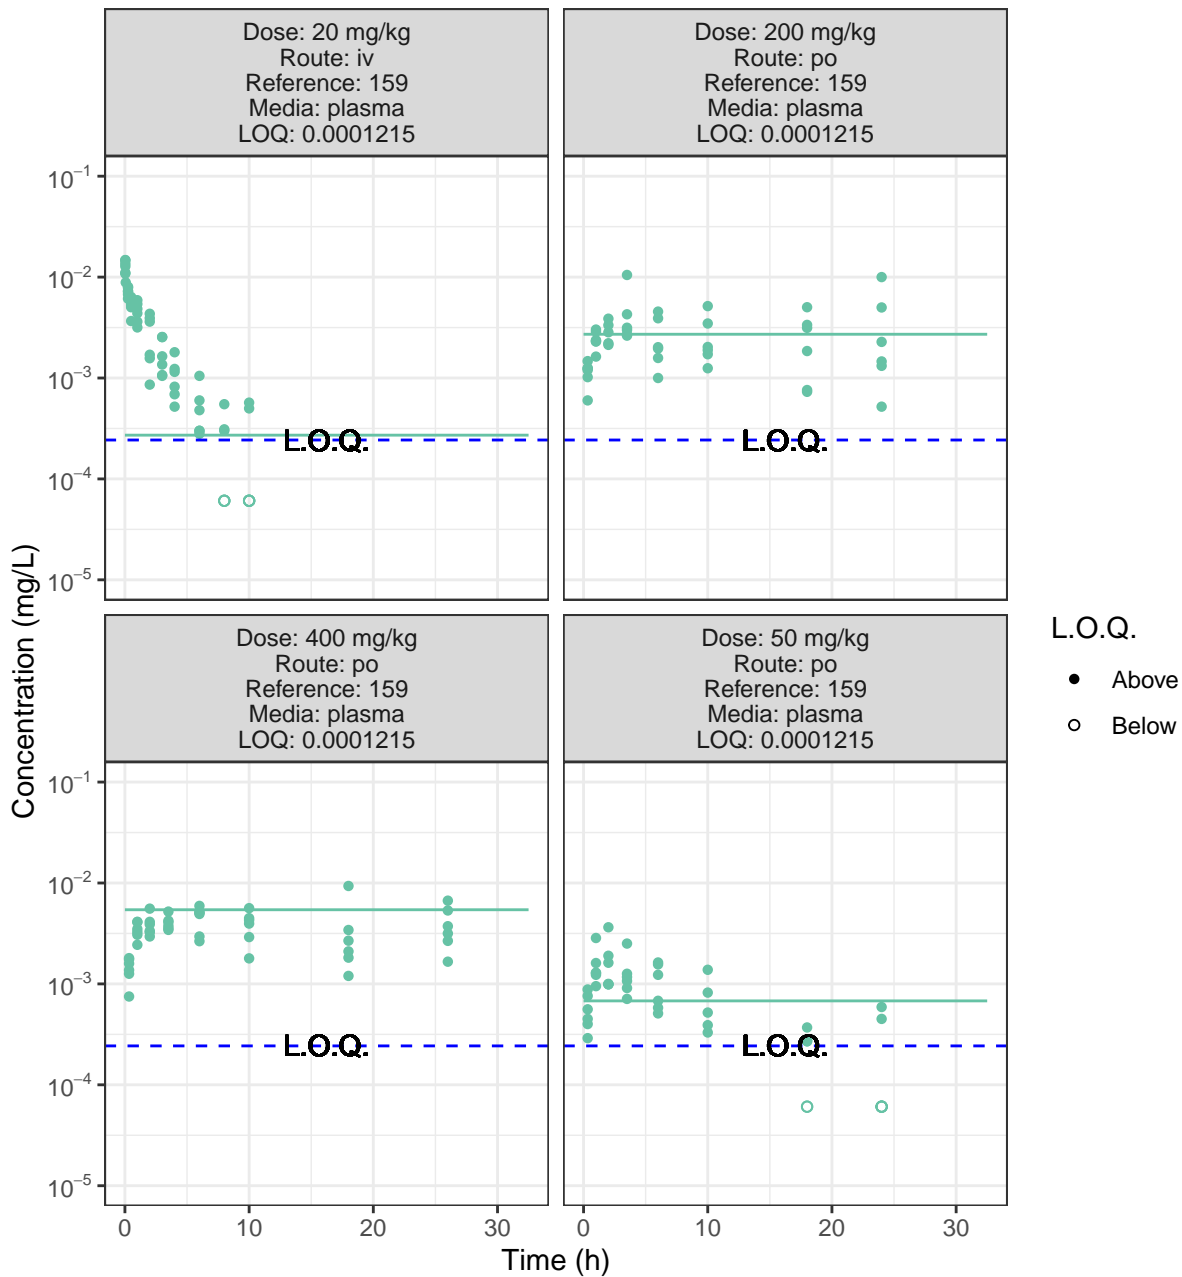 Dose: 20 mg/kg
Route: iv
Reference: 159
Media: plasma
LOQ: 0.0001215
Dose: 200 mg/kg
Route: po
Reference: 159
Media: plasma
LOQ: 0.0001215
10⁻¹
10⁻²
10⁻³
10⁻⁴
10⁻⁵
L.O.Q.
L.O.Q.
Dose: 400 mg/kg
Route: po
Reference: 159
Media: plasma
LOQ: 0.0001215
Dose: 50 mg/kg
Route: po
Reference: 159
Media: plasma
LOQ: 0.0001215
10⁻¹
10⁻²
10⁻³
10⁻⁴
10⁻⁵
L.O.Q.
L.O.Q.
0 10 20 30
0 10 20 30
Time (h)
Concentration (mg/L)
L.O.Q.
Above
Below